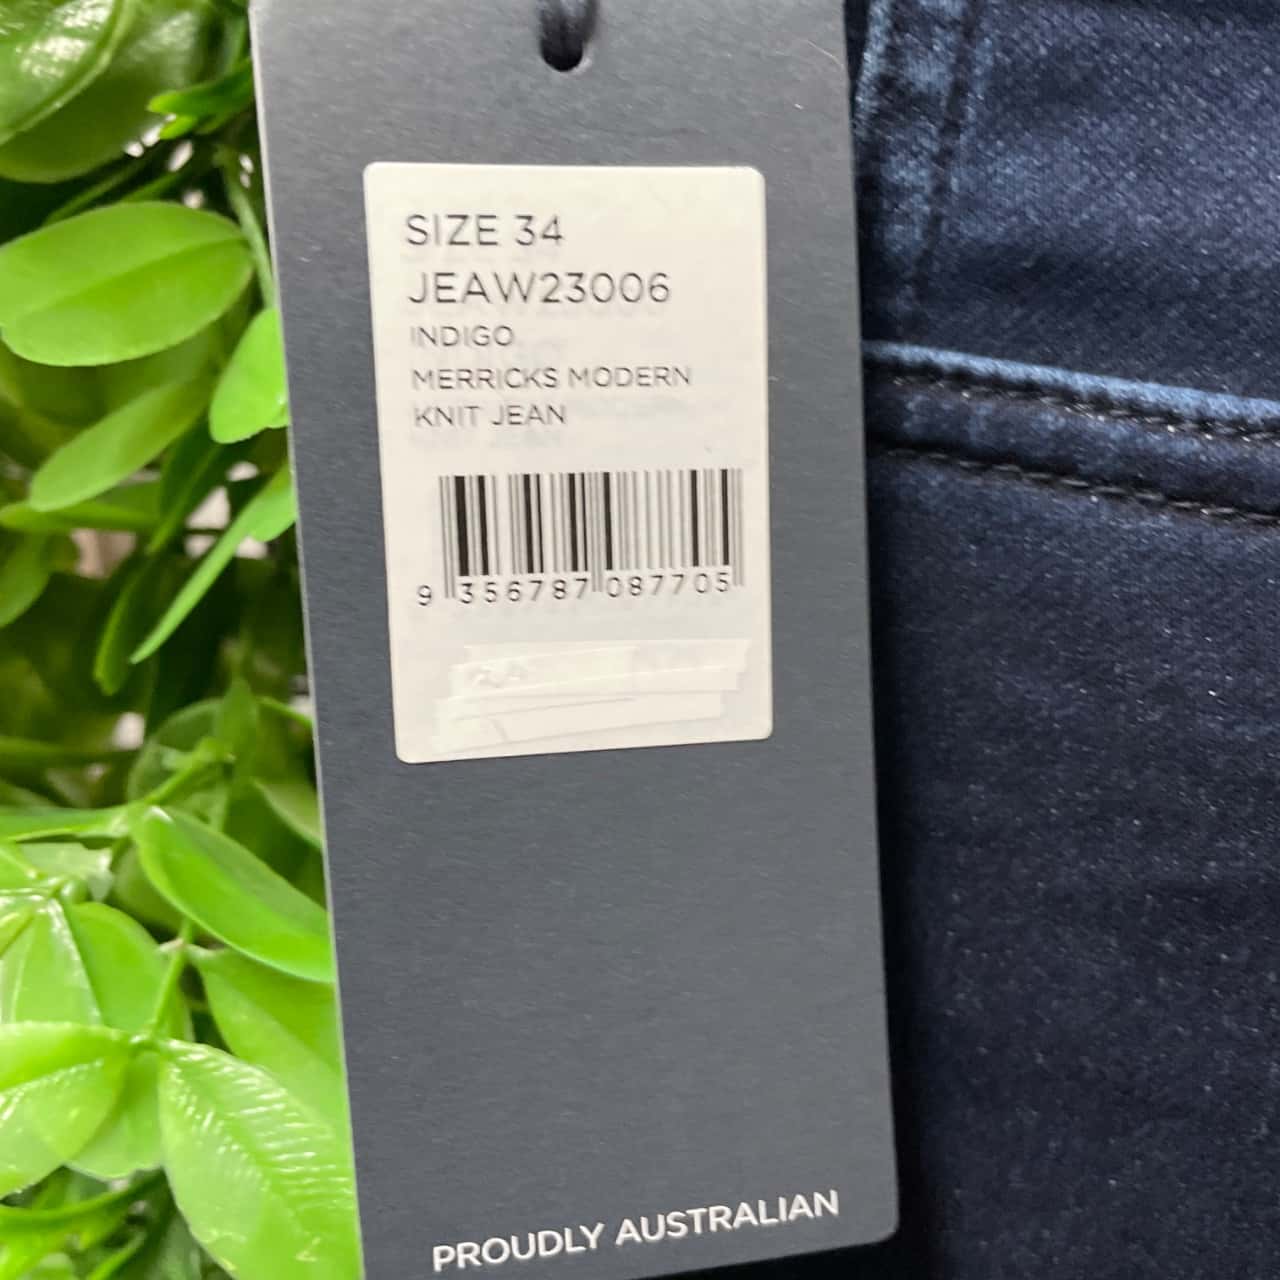 SIZE 34
JEAW23006
INDIGO
MERRICKS MODERN
KNIT JEAN
9 356787 087705
PROUDLY AUSTRALIAN